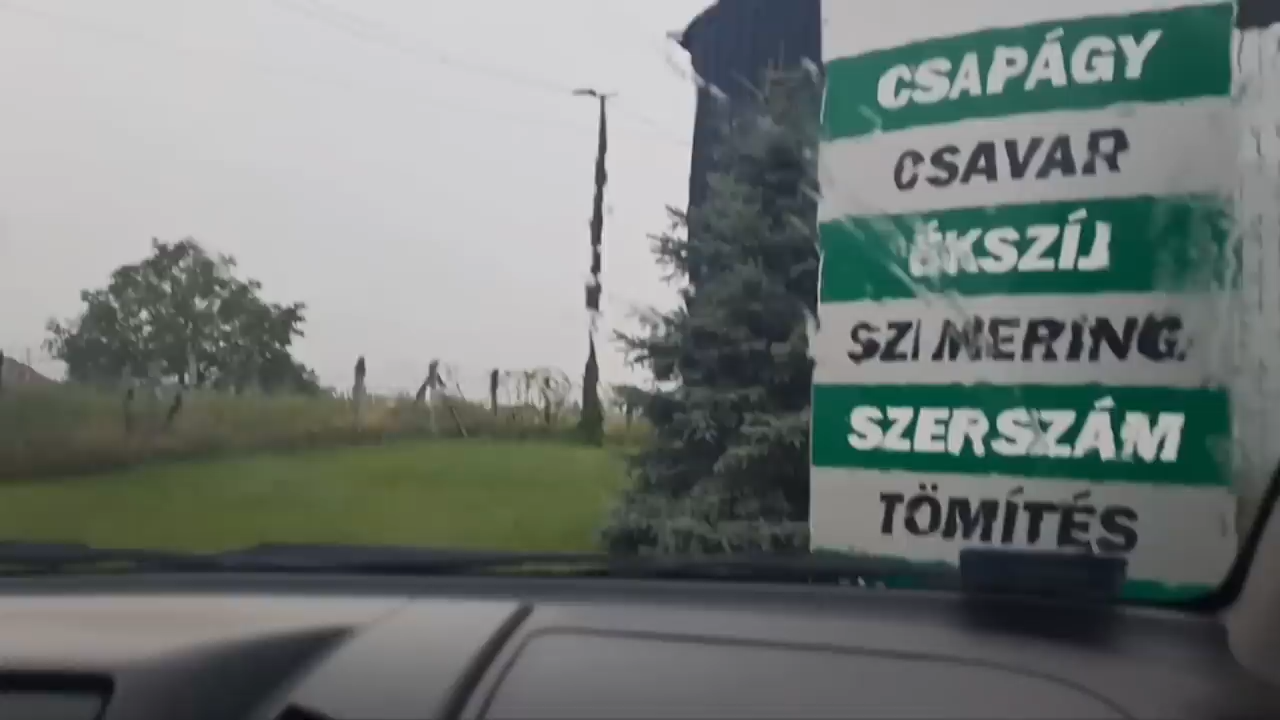 CSAPÁGY
CSAVAR
ÉKSZÍJ
SZIMERING
SZERSZÁM
TÖMÍTÉS